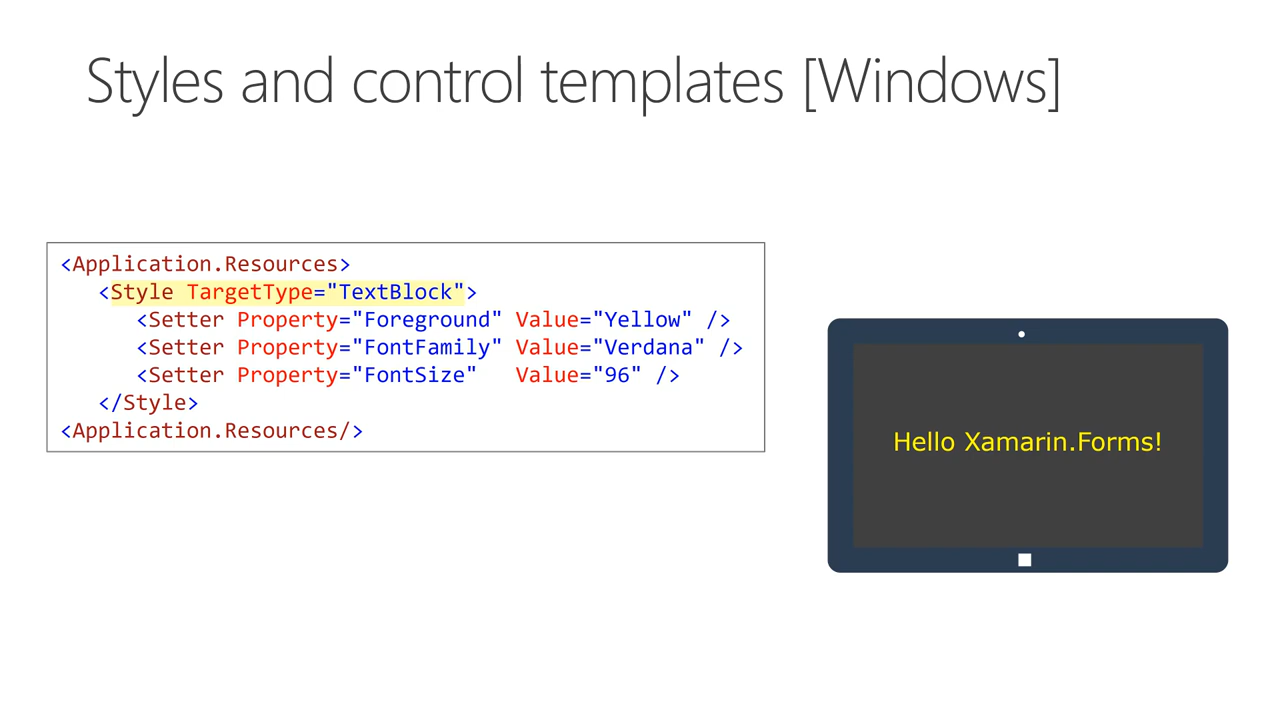 Styles and control templates [Windows]
<Application.Resources>
<Style TargetType="TextBlock">
<Setter Property="Foreground" Value="Yellow" />
<Setter Property="FontFamily" Value="Verdana" />
<Setter Property="FontSize"   Value="96" />
</Style>
<Application.Resources/>
Hello Xamarin.Forms!